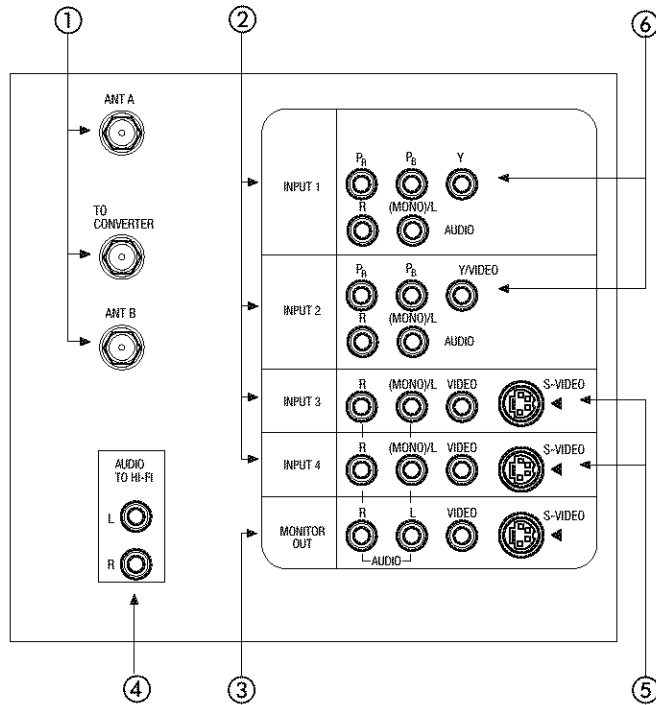 1 2 6
ANT A
TO
CONVERTER
ANT B
AUDIO
TO HI-FI
L
R
INPUT 1
PR PB Y
R (MONO)/L AUDIO
INPUT 2
PR PB Y/VIDEO
R (MONO)/L AUDIO
INPUT 3
R (MONO)/L VIDEO S-VIDEO
INPUT 4
R (MONO)/L VIDEO S-VIDEO
MONITOR
OUT
R L VIDEO S-VIDEO
AUDIO
4 3 5